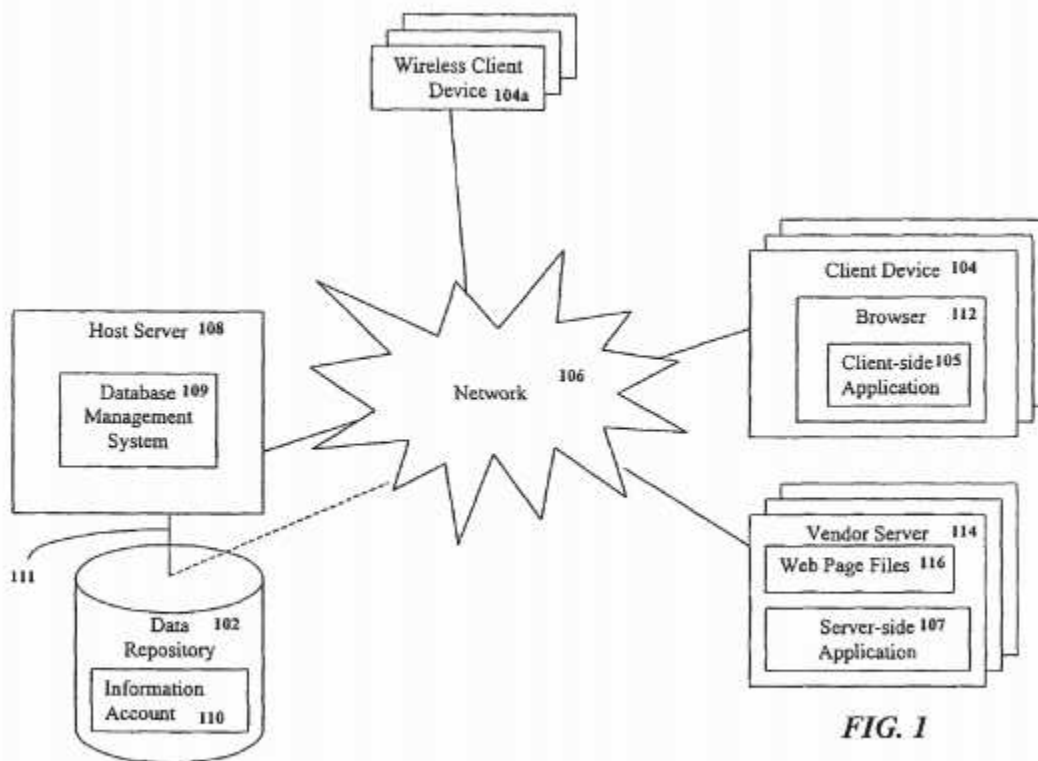 Wireless Client
Device 104a
Client Device 104
Browser 112
Client-side 105
Application
Host Server 108
Database 109
Management
System
Network 106
Vendor Server 114
Web Page Files 116
Server-side 107
Application
111
Data 102
Repository
Information
Account 110
FIG. 1